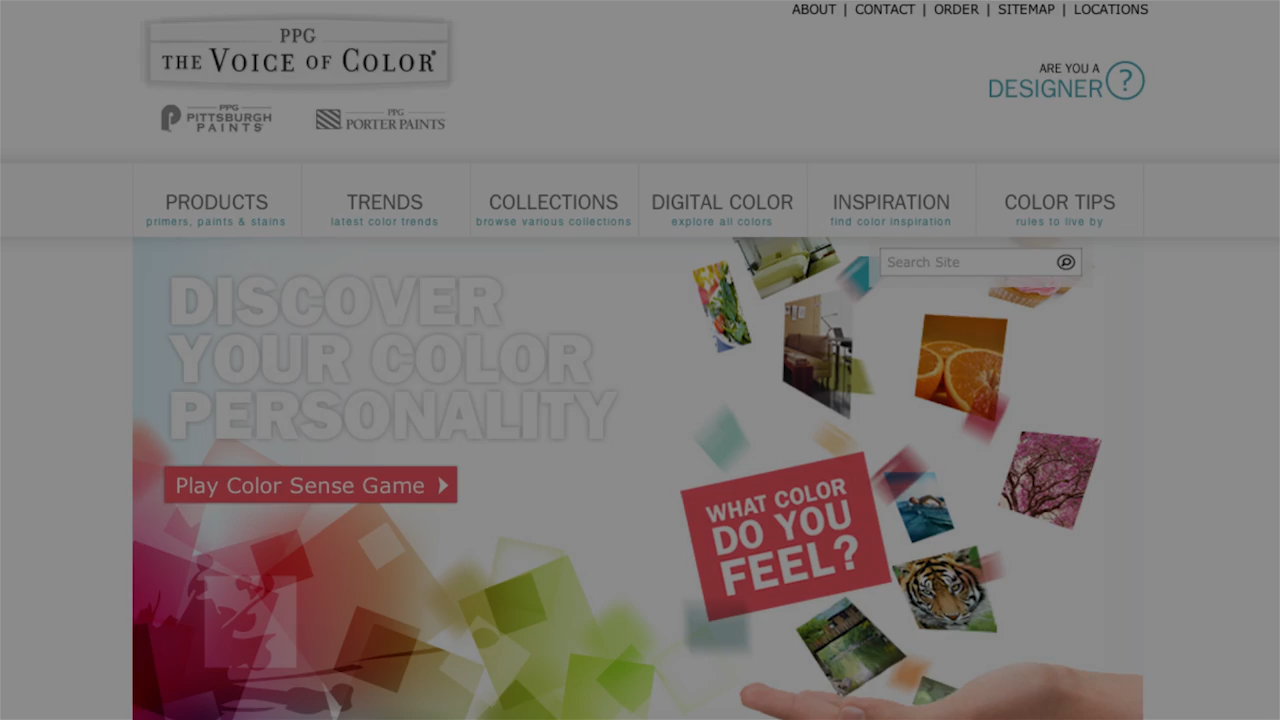 ABOUT | CONTACT | ORDER | SITEMAP | LOCATIONS
PPG
THE VOICE OF COLOR®
PPG
PITTSBURGH
PAINTS
PPG
PORTER PAINTS
ARE YOU A
DESIGNER ?
PRODUCTS
primers, paints & stains
TRENDS
latest color trends
COLLECTIONS
browse various collections
DIGITAL COLOR
explore all colors
INSPIRATION
find color inspiration
COLOR TIPS
rules to live by
Search Site
DISCOVER
YOUR COLOR
PERSONALITY
Play Color Sense Game
WHAT COLOR
DO YOU
FEEL?